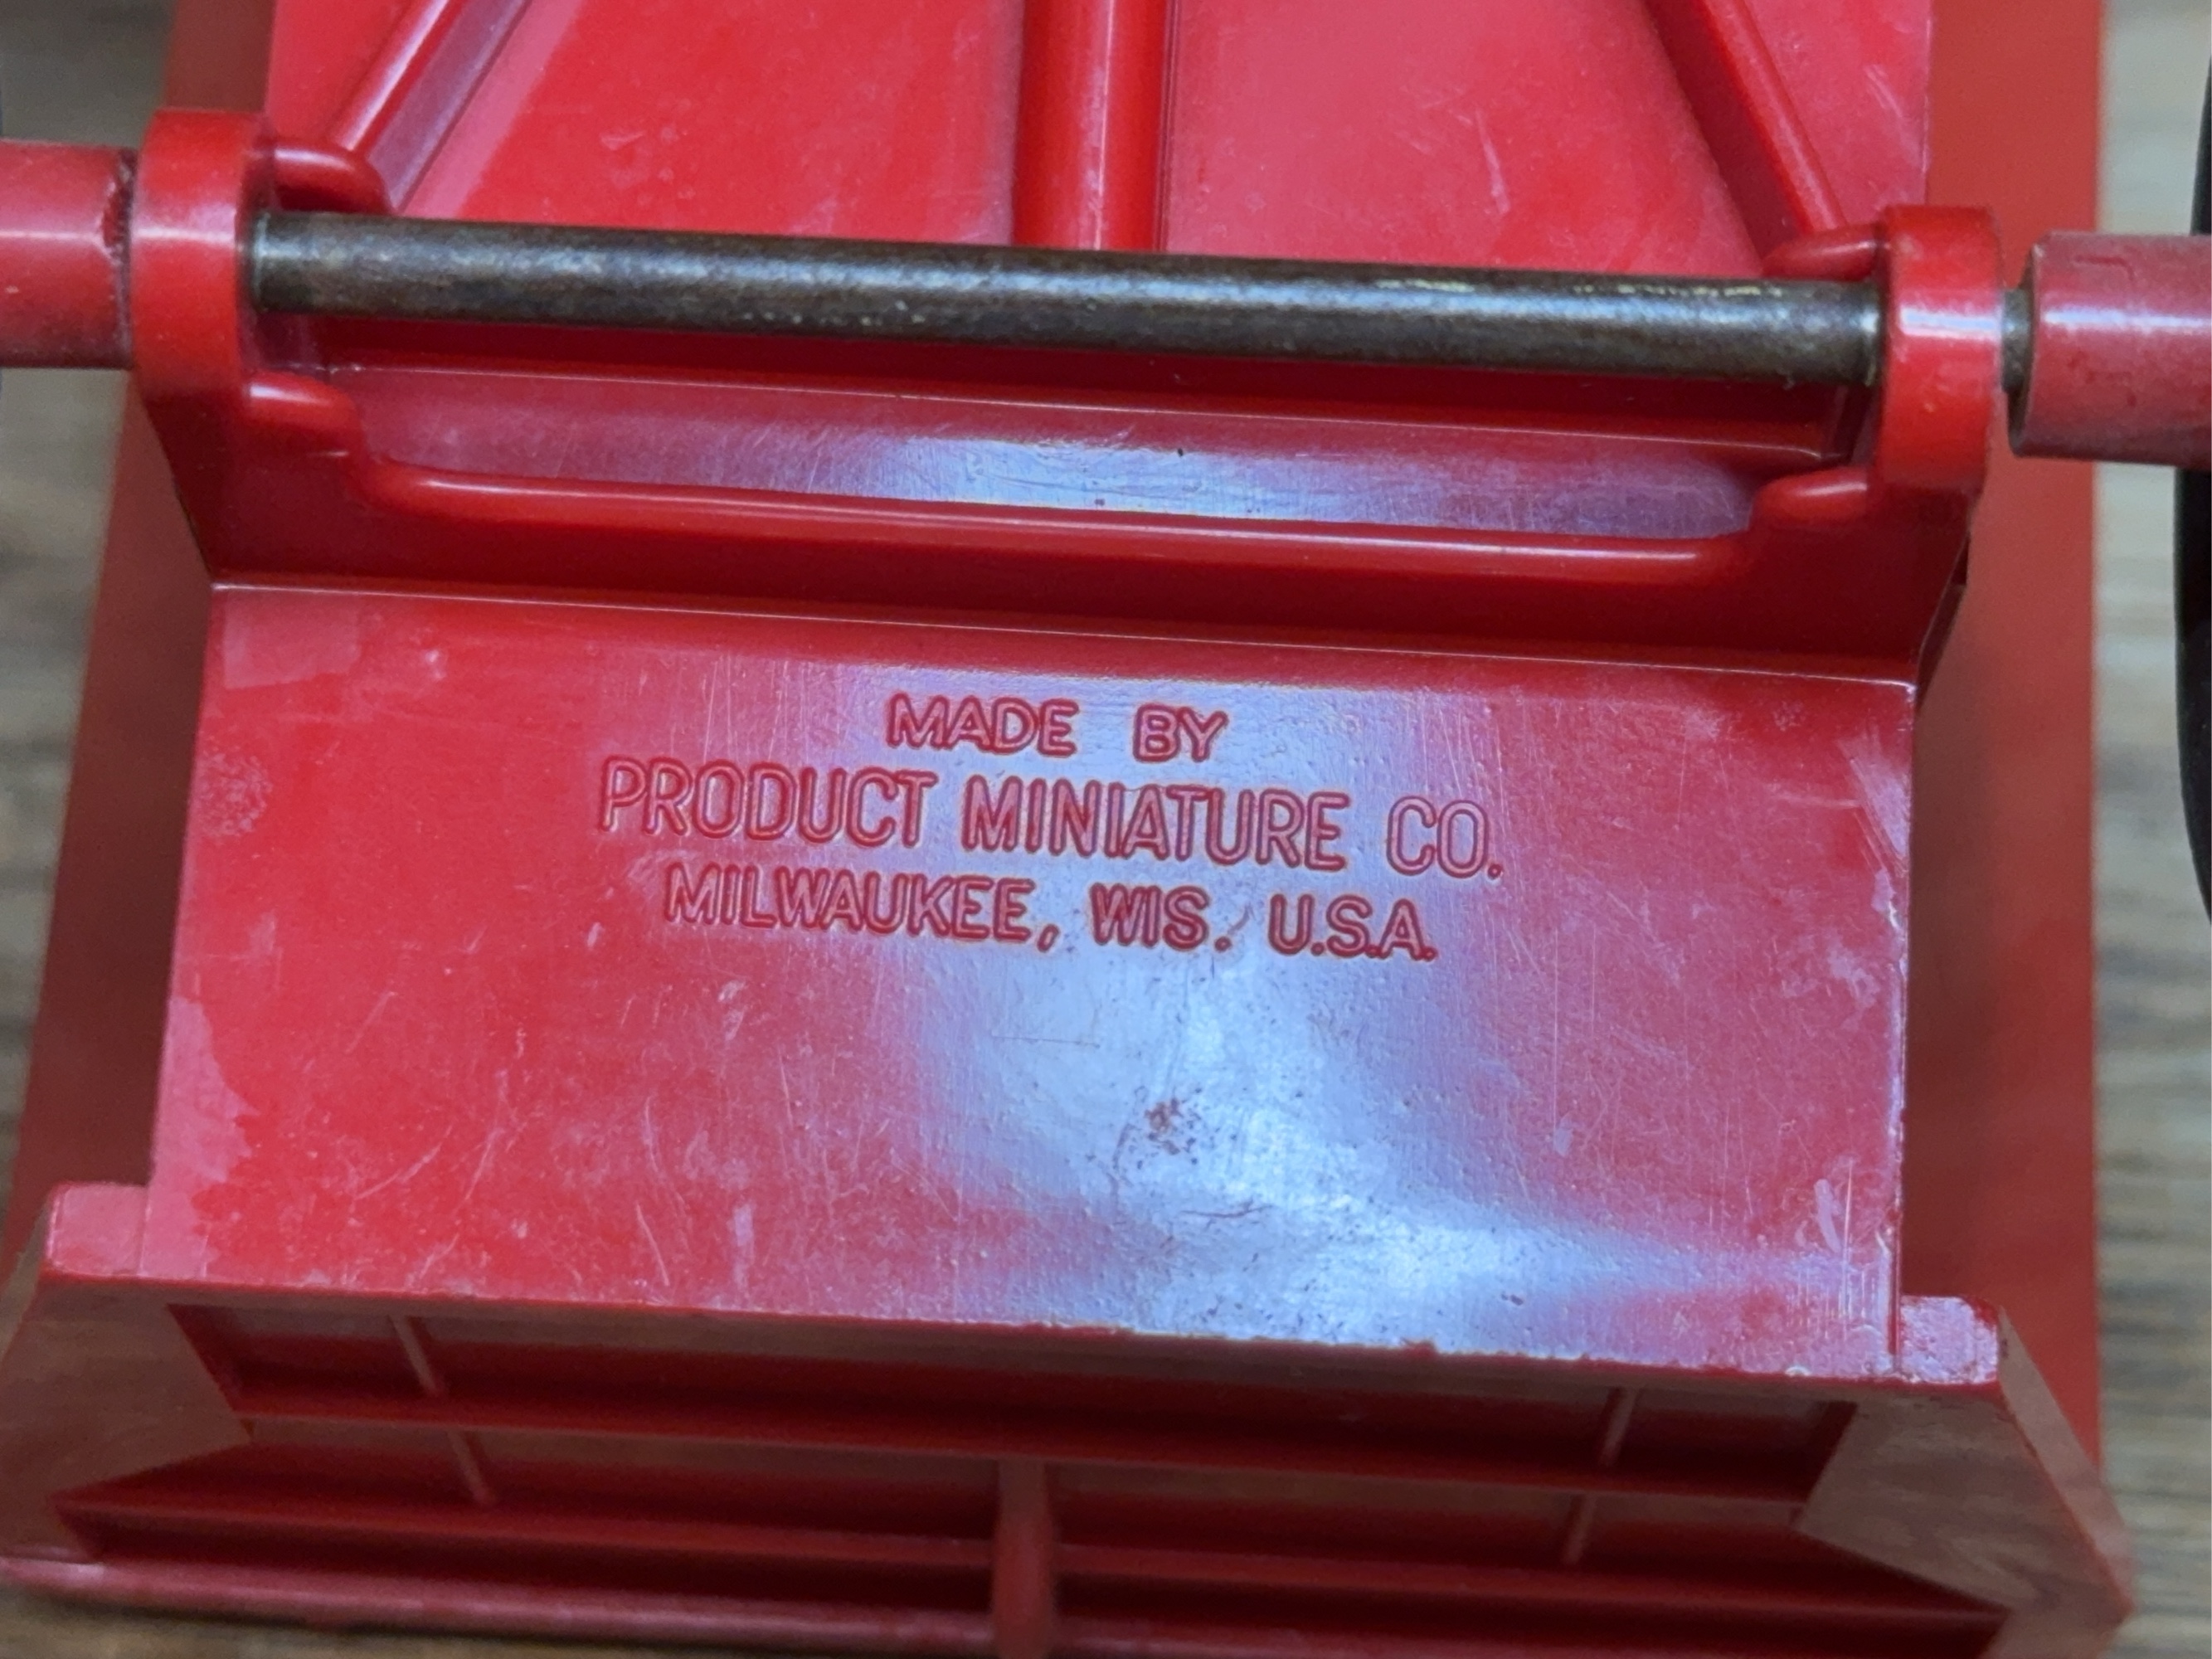 MADE BY
PRODUCT MINIATURE CO.
MILWAUKEE, WIS. U.S.A.